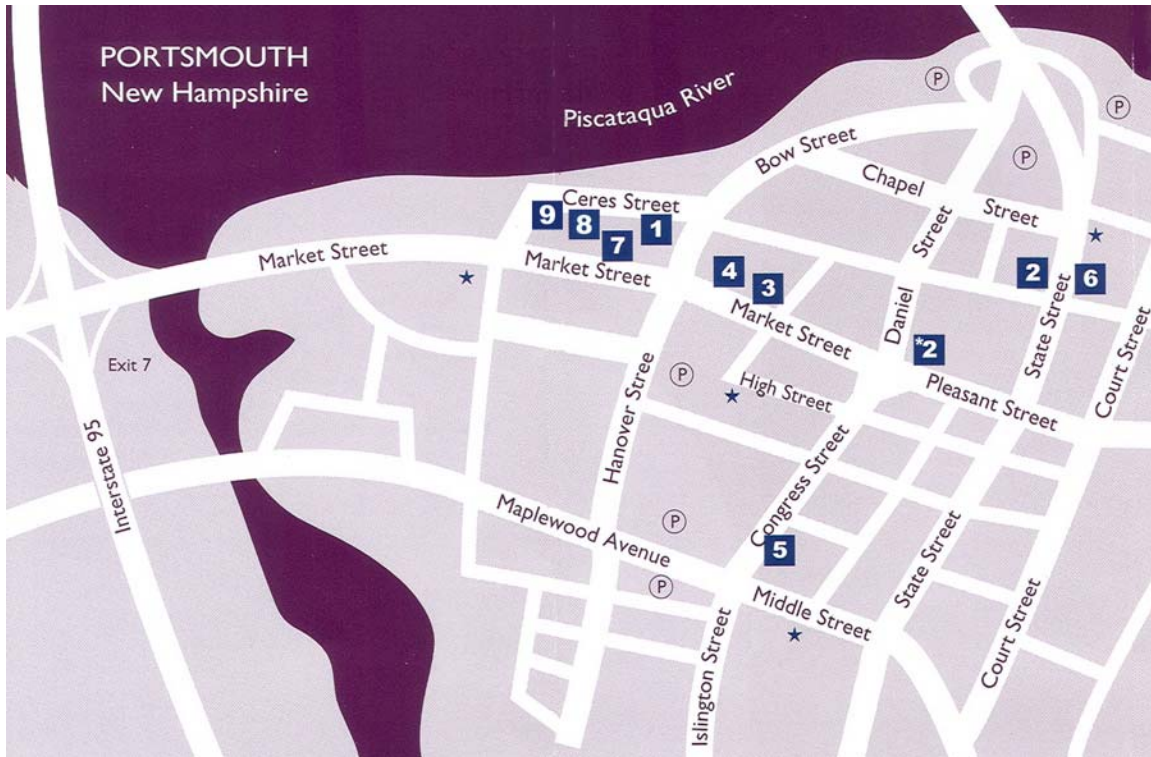 PORTSMOUTH
New Hampshire
Piscataqua River
P
P
P
Bow Street
Chapel
Street
Ceres Street
9
8
1
7
Market Street
Market Street
4
3
Street
Daniel
2
6
State Street
Court Street
Market Street
*2
Pleasant Street
Exit 7
P
High Street
Interstate 95
Hanover Stree
Congress Street
Maplewood Avenue
P
5
P
Middle Street
State Street
Court Street
Islington Street